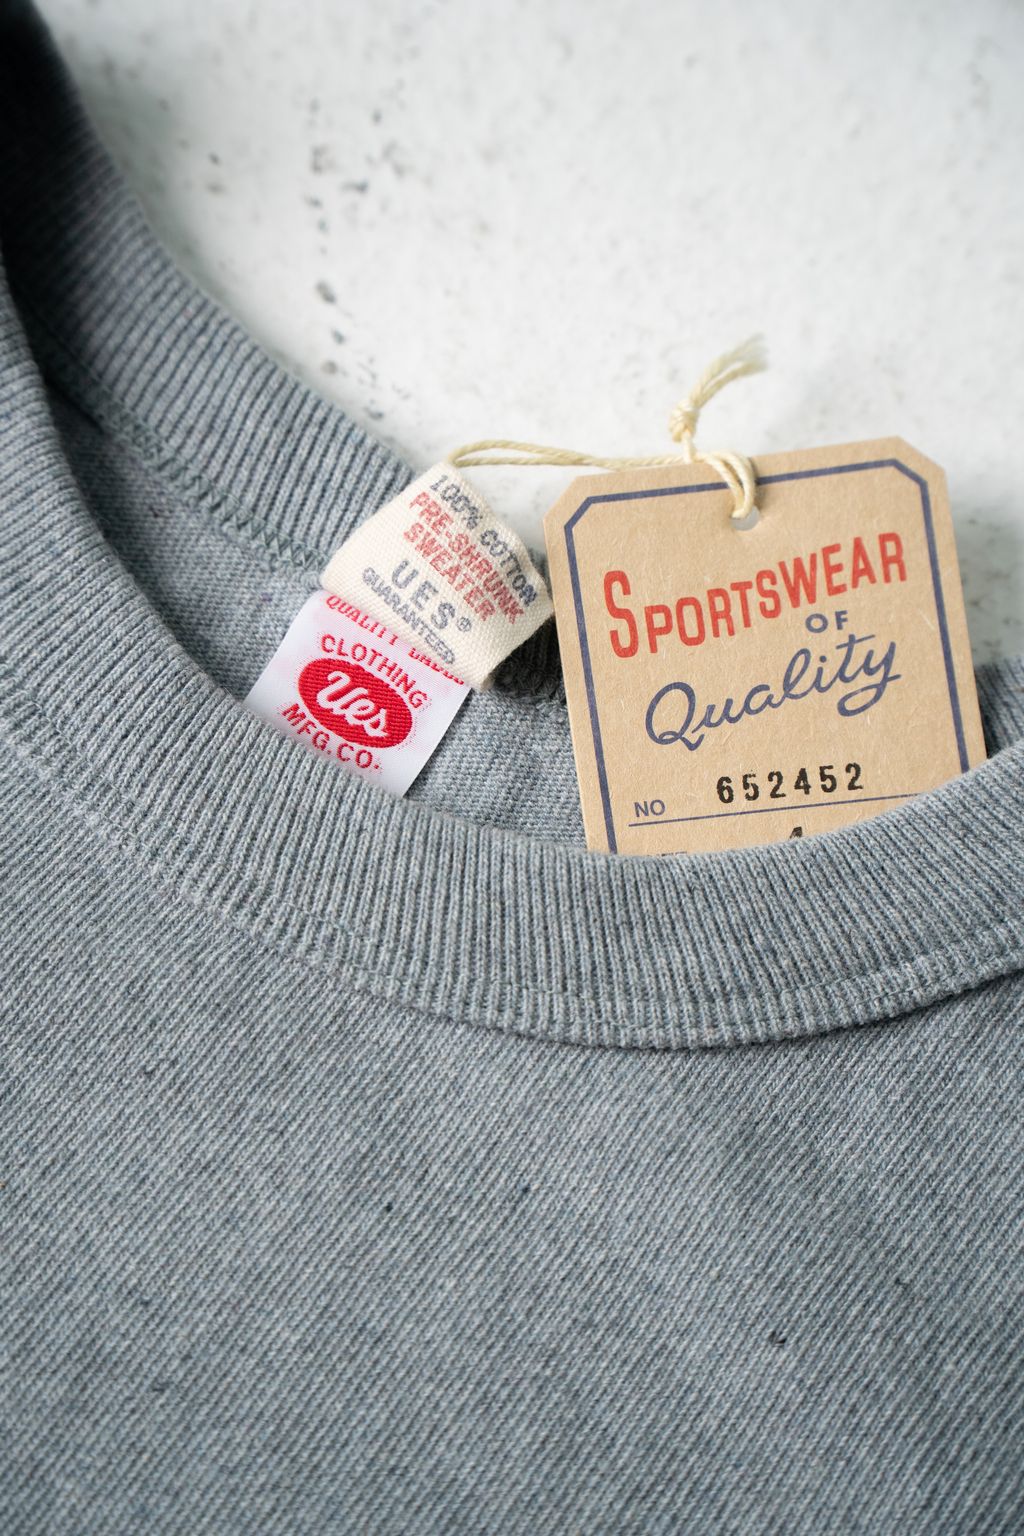 100% COTTON
PRE-SHRUNK
SWEATER
UES®
GUARANTEED
QUALITY
CLOTHING
Ues
MFG.CO.
SPORTSWEAR
OF
Quality
NO 652452